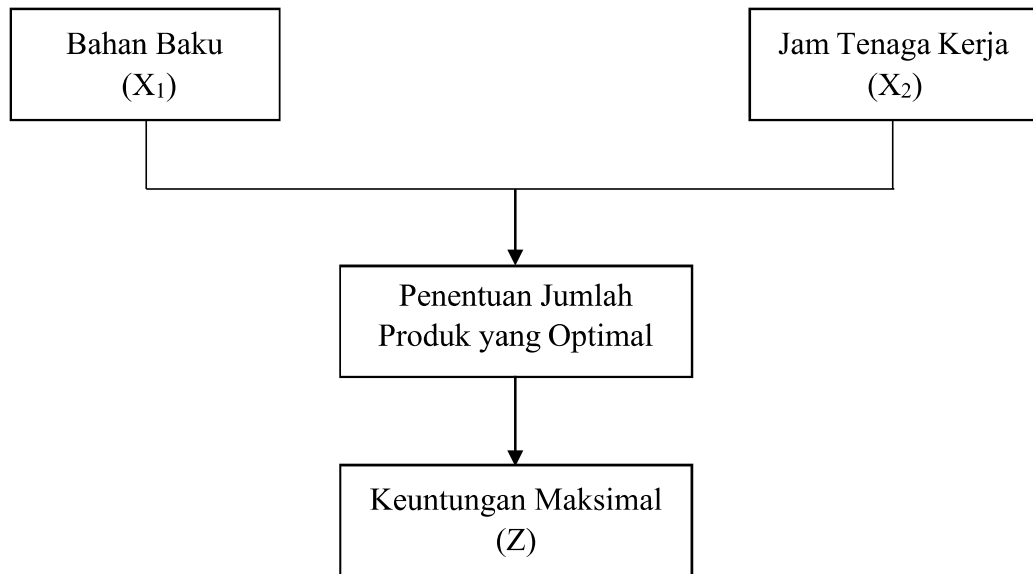 Bahan Baku
(X₁)
Jam Tenaga Kerja
(X₂)
Penentuan Jumlah
Produk yang Optimal
Keuntungan Maksimal
(Z)